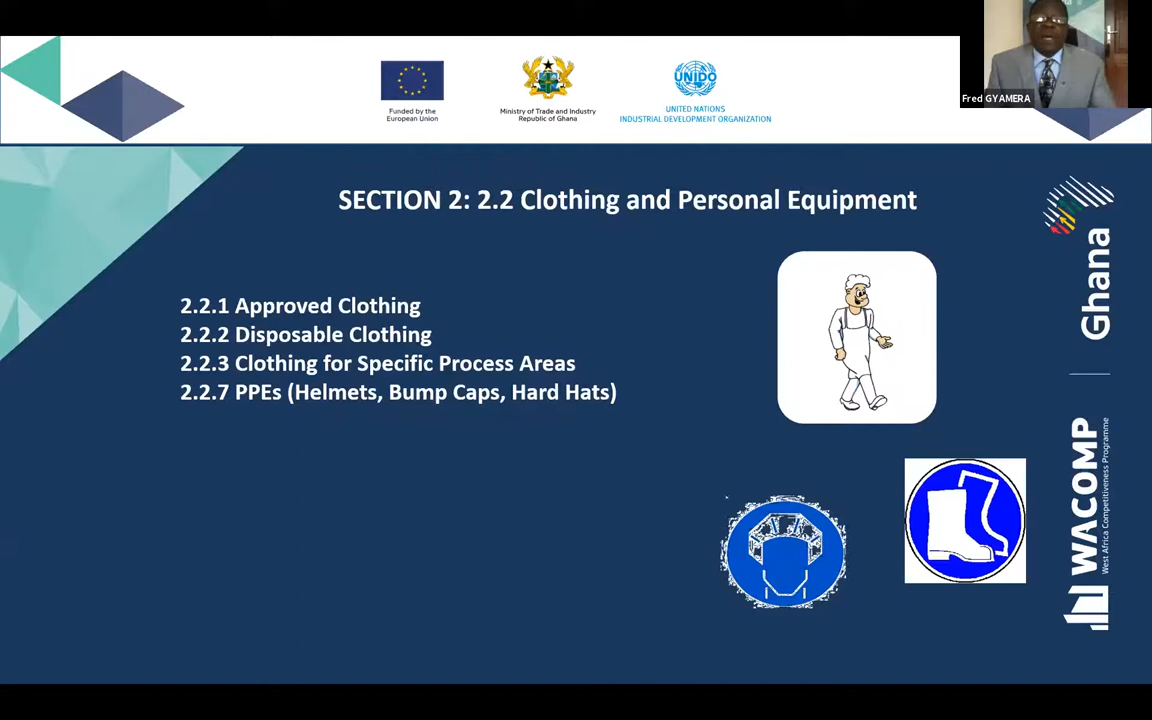 Fred GYAMERA
Funded by the
European Union
Ministry of Trade and Industry
Republic of Ghana
UNIDO
UNITED NATIONS
INDUSTRIAL DEVELOPMENT ORGANIZATION
SECTION 2: 2.2 Clothing and Personal Equipment
2.2.1 Approved Clothing
2.2.2 Disposable Clothing
2.2.3 Clothing for Specific Process Areas
2.2.7 PPEs (Helmets, Bump Caps, Hard Hats)
Ghana
WACOMP
West Africa Competitiveness Programme